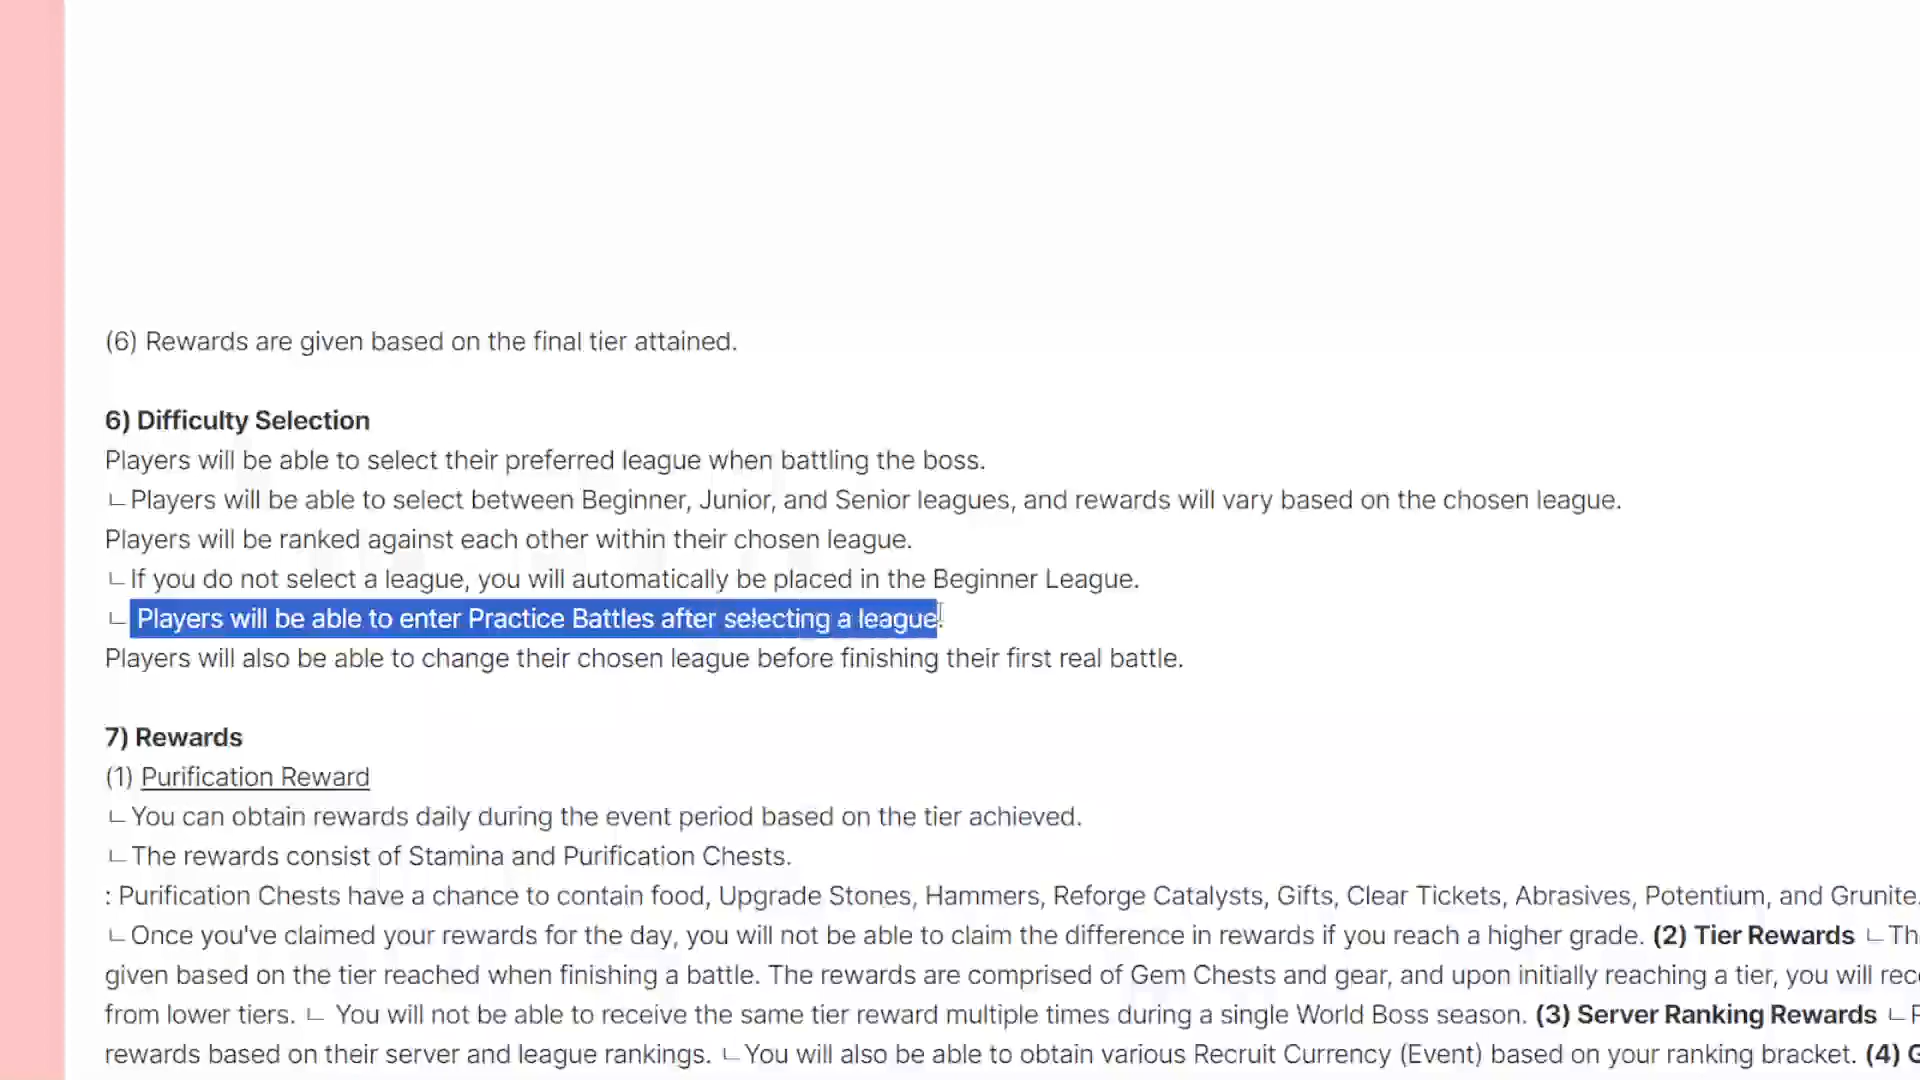 (6) Rewards are given based on the final tier attained.
6) Difficulty Selection
Players will be able to select their preferred league when battling the boss.
ㄴPlayers will be able to select between Beginner, Junior, and Senior leagues, and rewards will vary based on the chosen league.
Players will be ranked against each other within their chosen league.
ㄴIf you do not select a league, you will automatically be placed in the Beginner League.
ㄴ Players will be able to enter Practice Battles after selecting a league.
Players will also be able to change their chosen league before finishing their first real battle.
7) Rewards
(1) Purification Reward
ㄴYou can obtain rewards daily during the event period based on the tier achieved.
ㄴThe rewards consist of Stamina and Purification Chests.
: Purification Chests have a chance to contain food, Upgrade Stones, Hammers, Reforge Catalysts, Gifts, Clear Tickets, Abrasives, Potentium, and Grunite.
ㄴOnce you've claimed your rewards for the day, you will not be able to claim the difference in rewards if you reach a higher grade. (2) Tier Rewards ㄴTh
given based on the tier reached when finishing a battle. The rewards are comprised of Gem Chests and gear, and upon initially reaching a tier, you will rec
from lower tiers. ㄴ You will not be able to receive the same tier reward multiple times during a single World Boss season. (3) Server Ranking Rewards ㄴ
rewards based on their server and league rankings. ㄴYou will also be able to obtain various Recruit Currency (Event) based on your ranking bracket. (4)